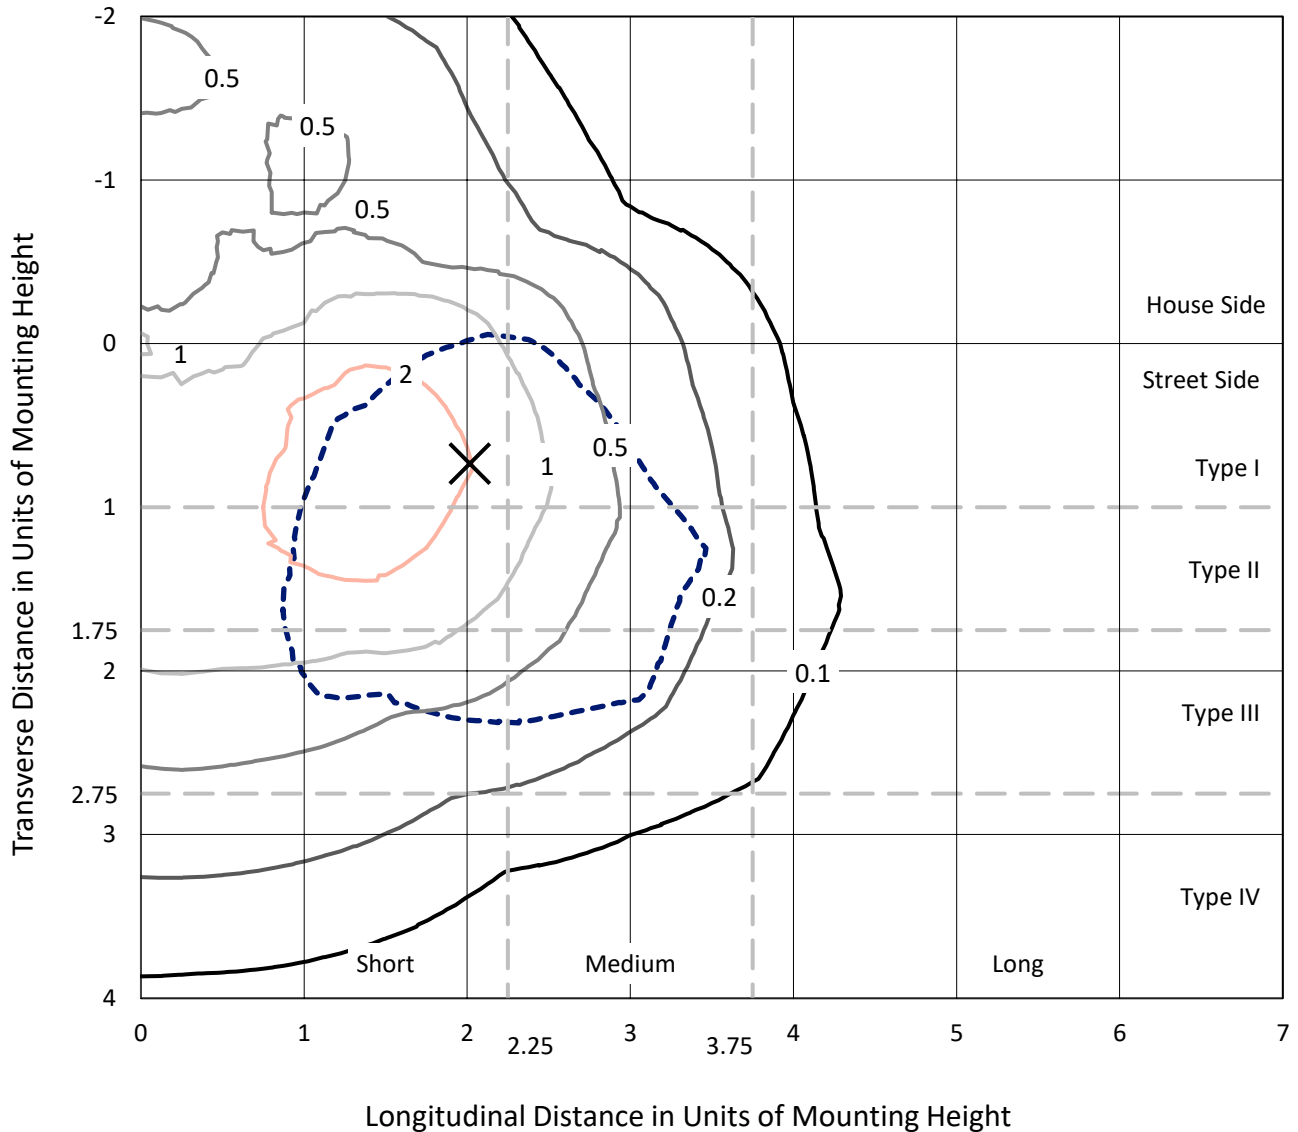 -2
0.5
0.5
-1
0.5
House Side
0
1
Street Side
2
0.5
1
Type I
1
Type II
0.2
1.75
2
0.1
Type III
2.75
3
Type IV
Short
Medium
Long
4
0
1
2
2.25
3
3.75
4
5
6
7
Transverse Distance in Units of Mounting Height
Longitudinal Distance in Units of Mounting Height